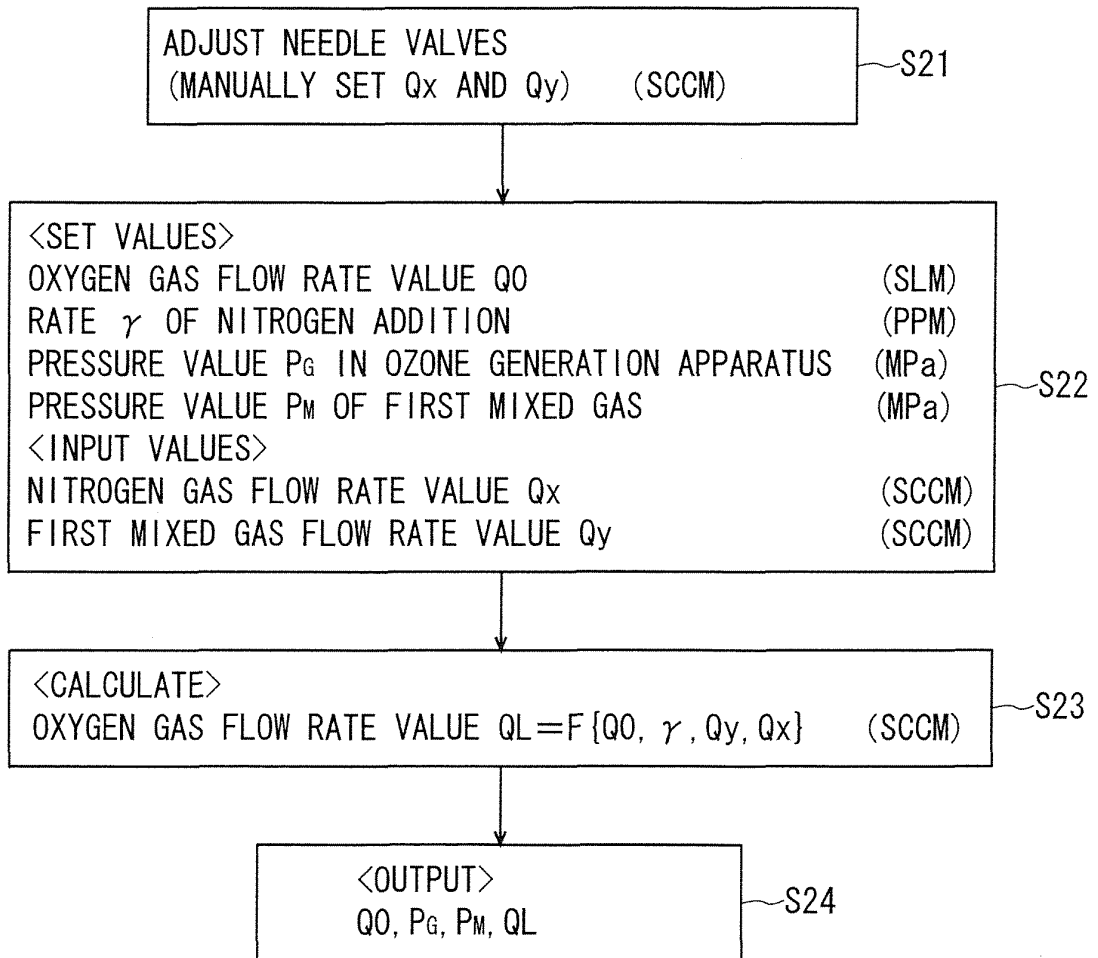 ADJUST NEEDLE VALVES
(MANUALLY SET Qx AND Qy) (SCCM)
S21
<SET VALUES>
OXYGEN GAS FLOW RATE VALUE Q0 (SLM)
RATE γ OF NITROGEN ADDITION (PPM)
PRESSURE VALUE PG IN OZONE GENERATION APPARATUS (MPa)
PRESSURE VALUE PM OF FIRST MIXED GAS (MPa)
<INPUT VALUES>
NITROGEN GAS FLOW RATE VALUE Qx (SCCM)
FIRST MIXED GAS FLOW RATE VALUE Qy (SCCM)
S22
<CALCULATE>
OXYGEN GAS FLOW RATE VALUE QL=F{Q0, γ, Qy, Qx} (SCCM)
S23
<OUTPUT>
Q0, PG, PM, QL
S24